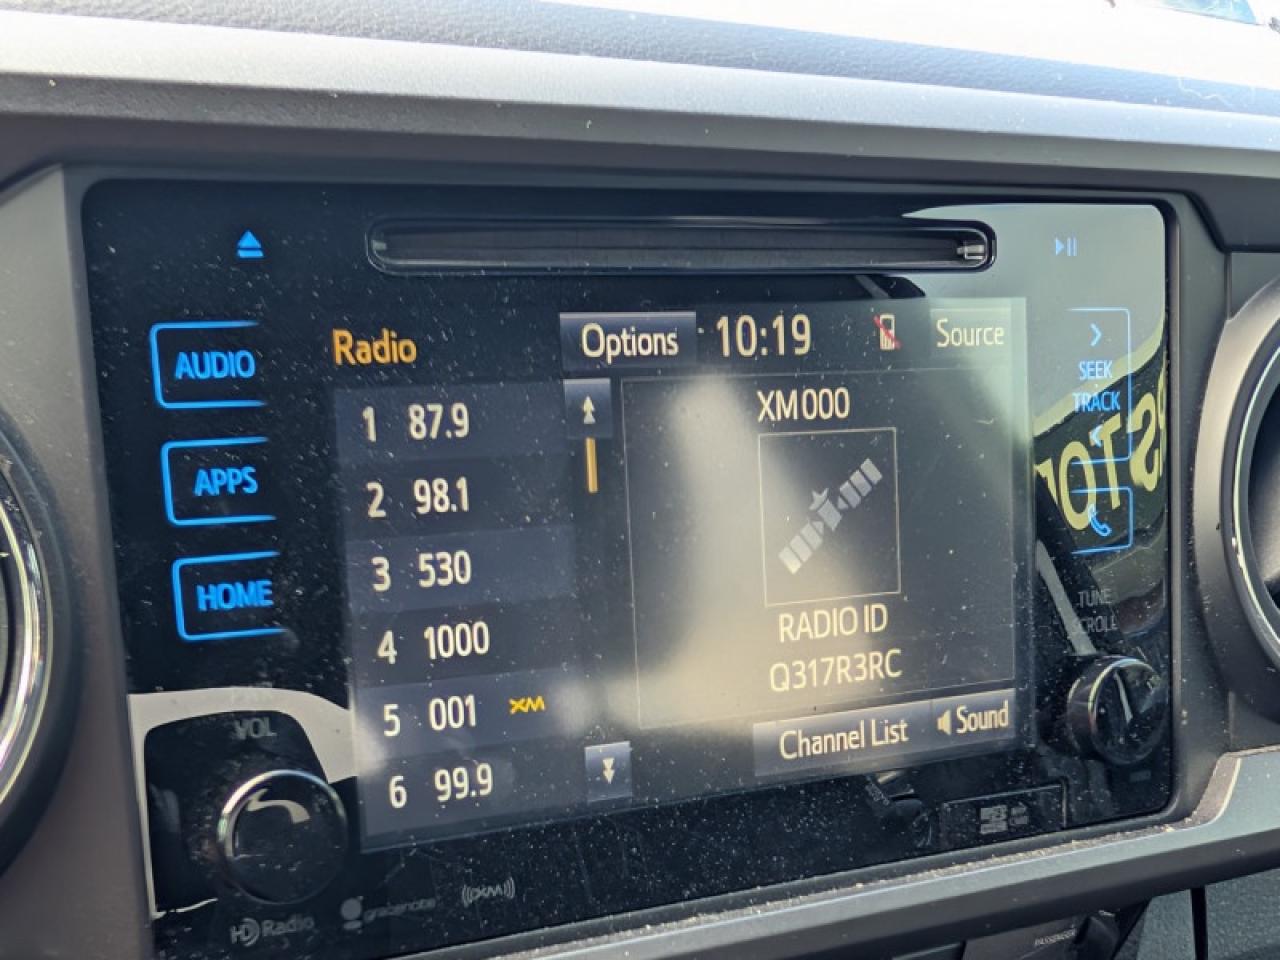 AUDIO
APPS
HOME
VOL
Radio
Options
10:19
Source
1 87.9
2 98.1
3 530
4 1000
5 001 XM
6 99.9
XM000
RADIO ID
Q317R3RC
Channel List
Sound
SEEK
TRACK
TUNE
SCROLL
HD Radio
gracenote
((XM))
PASSENGER